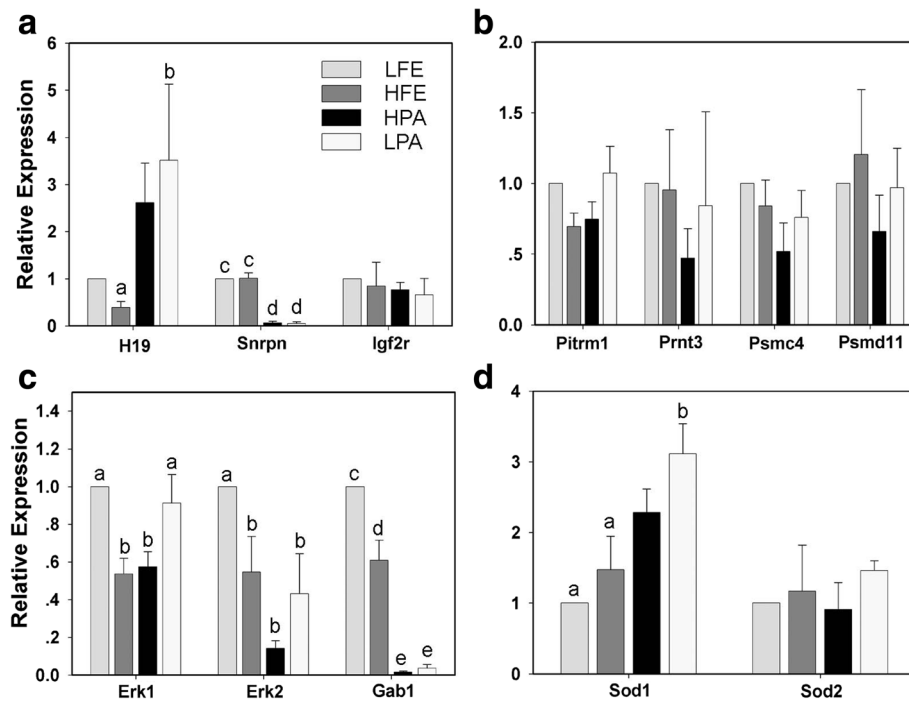 a
6
5
4
3
2
1
0
Relative Expression
b
a
c c
d d
LFE
HFE
HPA
LPA
H19 Snrpn Igf2r
b
2.0
1.5
1.0
.5
0.0
Pitrm1 Prnt3 Psmc4 Psmd11
c
1.4
1.2
1.0
.8
.6
.4
.2
0.0
Relative Expression
a b b a
a b b b
c d e e
Erk1 Erk2 Gab1
d
4
3
2
1
0
a a b
Sod1 Sod2